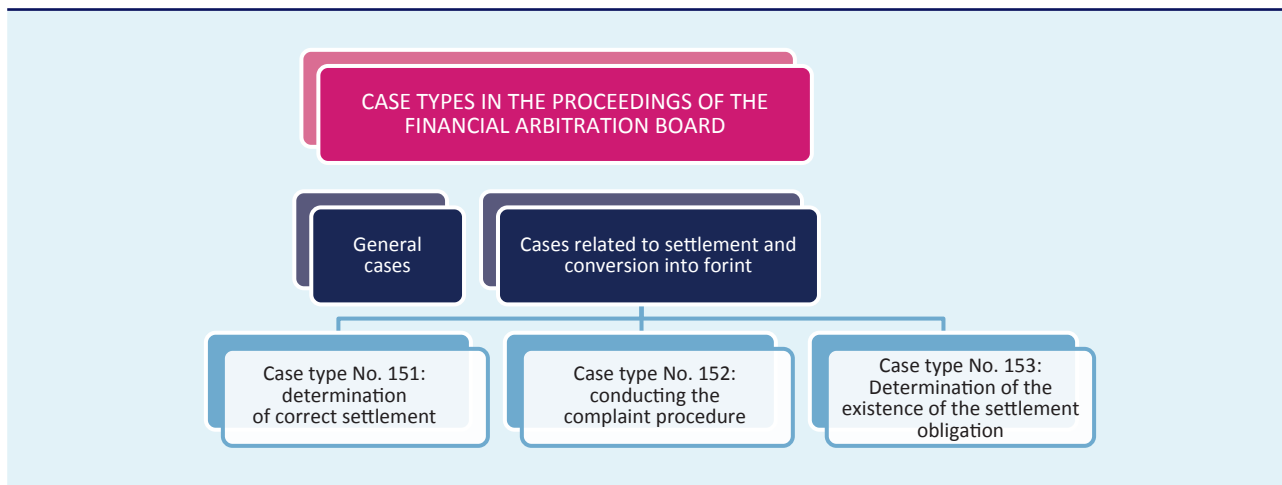 CASE TYPES IN THE PROCEEDINGS OF THE
FINANCIAL ARBITRATION BOARD
General
cases
Cases related to settlement and
conversion into forint
Case type No. 151:
determination
of correct settlement
Case type No. 152:
conducting the
complaint procedure
Case type No. 153:
Determination of the
existence of the settlement
obligation